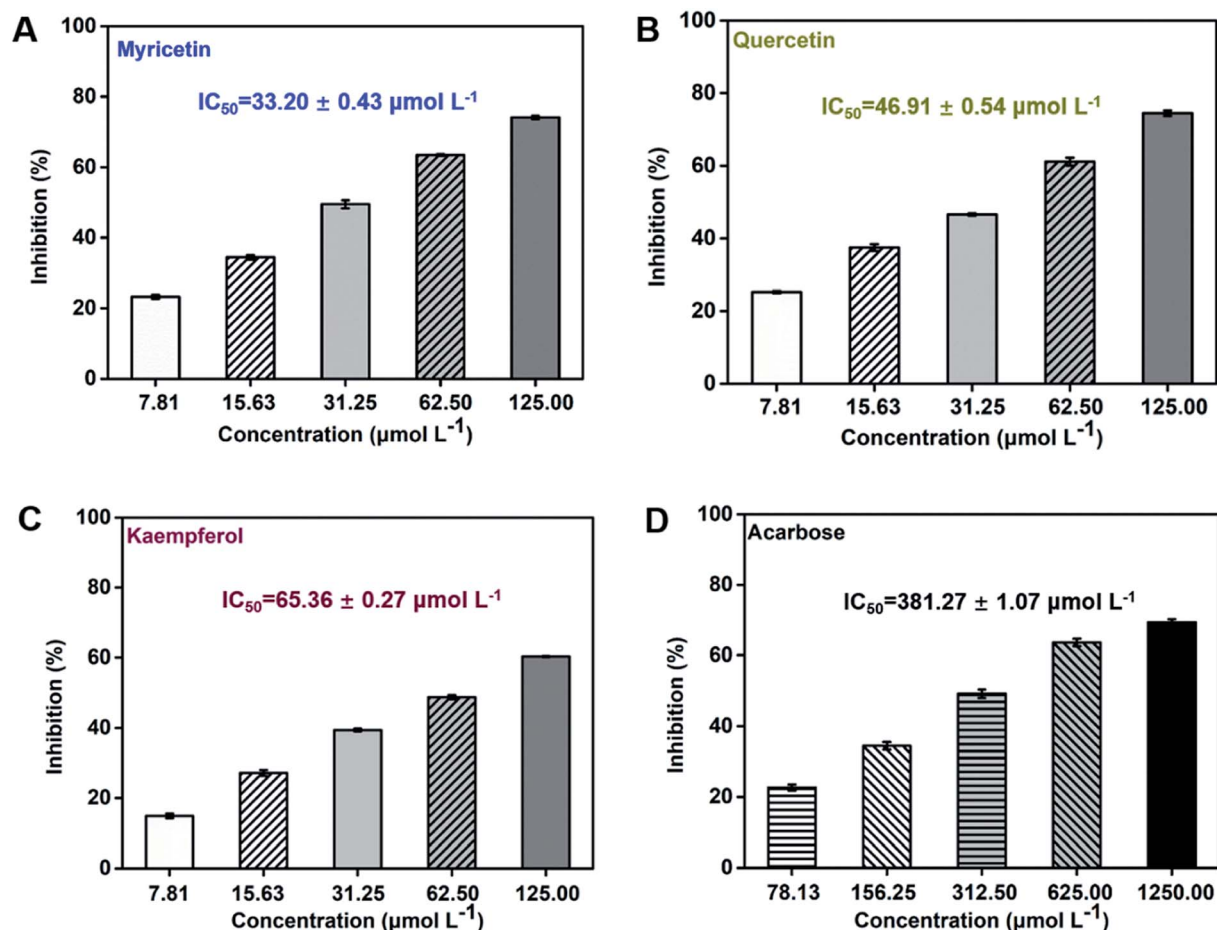 A
Myricetin
IC₅₀=33.20 ± 0.43 µmol L⁻¹
Inhibition (%)
100
80
60
40
20
0
7.81 15.63 31.25 62.50 125.00
Concentration (µmol L⁻¹)
B
Quercetin
IC₅₀=46.91 ± 0.54 µmol L⁻¹
Inhibition (%)
100
80
60
40
20
0
7.81 15.63 31.25 62.50 125.00
Concentration (µmol L⁻¹)
C
Kaempferol
IC₅₀=65.36 ± 0.27 µmol L⁻¹
Inhibition (%)
100
80
60
40
20
0
7.81 15.63 31.25 62.50 125.00
Concentration (µmol L⁻¹)
D
Acarbose
IC₅₀=381.27 ± 1.07 µmol L⁻¹
Inhibition (%)
100
80
60
40
20
0
78.13 156.25 312.50 625.00 1250.00
Concentration (µmol L⁻¹)